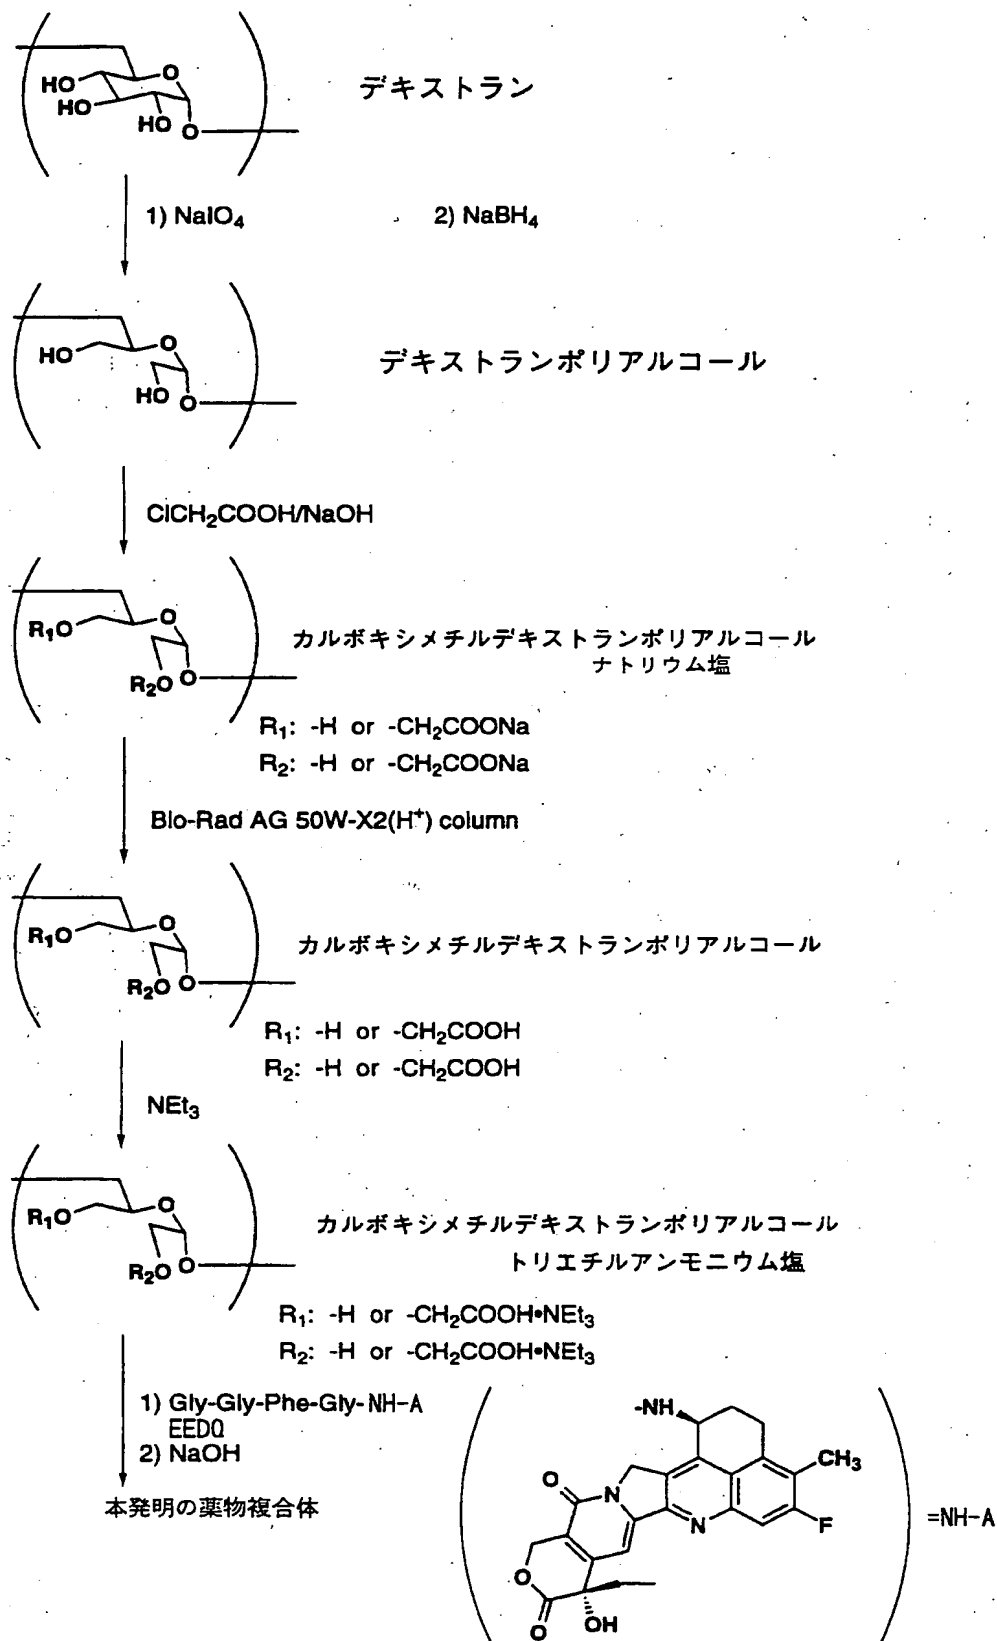 O
HO
HO
HO
O
デキストラン
1) NaIO4 2) NaBH4
HO
O
HO
O
デキストランポリアルコール
ClCH2COOH/NaOH
R1O
O
R2O
O
カルボキシメチルデキストランポリアルコール
ナトリウム塩
R1: -H or -CH2COONa
R2: -H or -CH2COONa
Bio-Rad AG 50W-X2(H+) column
R1O
O
R2O
O
カルボキシメチルデキストランポリアルコール
R1: -H or -CH2COOH
R2: -H or -CH2COOH
NEt3
R1O
O
R2O
O
カルボキシメチルデキストランポリアルコール
トリエチルアンモニウム塩
R1: -H or -CH2COOH•NEt3
R2: -H or -CH2COOH•NEt3
1) Gly-Gly-Phe-Gly-NH-A
EEDQ
2) NaOH
本発明の薬物複合体
-NH
CH3
O
N
N
F
=NH-A
O
O
OH